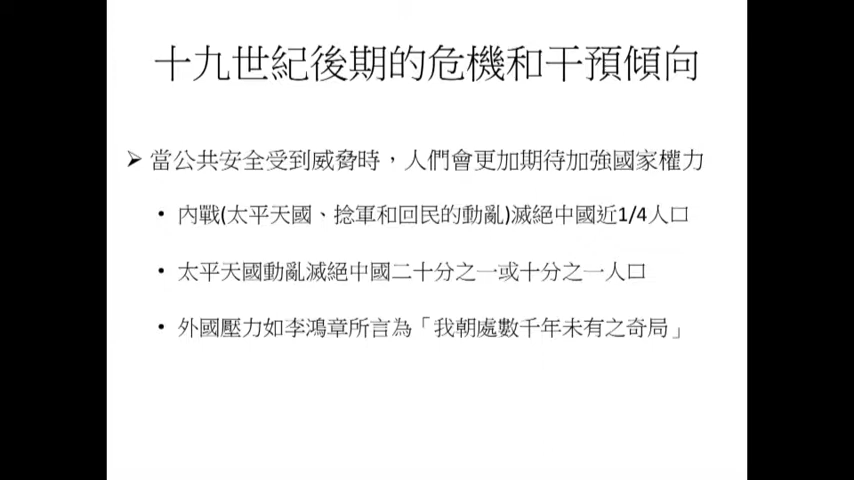 十九世紀後期的危機和干預傾向
➢ 當公共安全受到威脅時，人們會更加期待加強國家權力
• 內戰(太平天國、捻軍和回民的動亂)滅絕中國近1/4人口
• 太平天國動亂滅絕中國二十分之一或十分之一人口
• 外國壓力如李鴻章所言為「我朝處數千年未有之奇局」